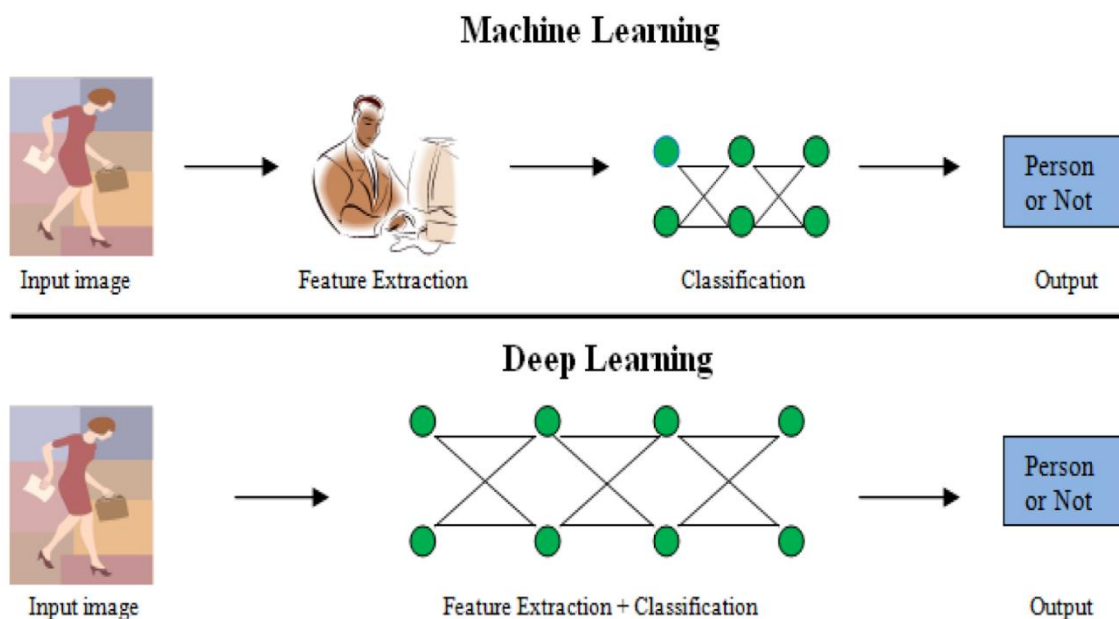 Machine Learning
Person
or Not
Input image
Feature Extraction
Classification
Output
Deep Learning
Person
or Not
Input image
Feature Extraction + Classification
Output